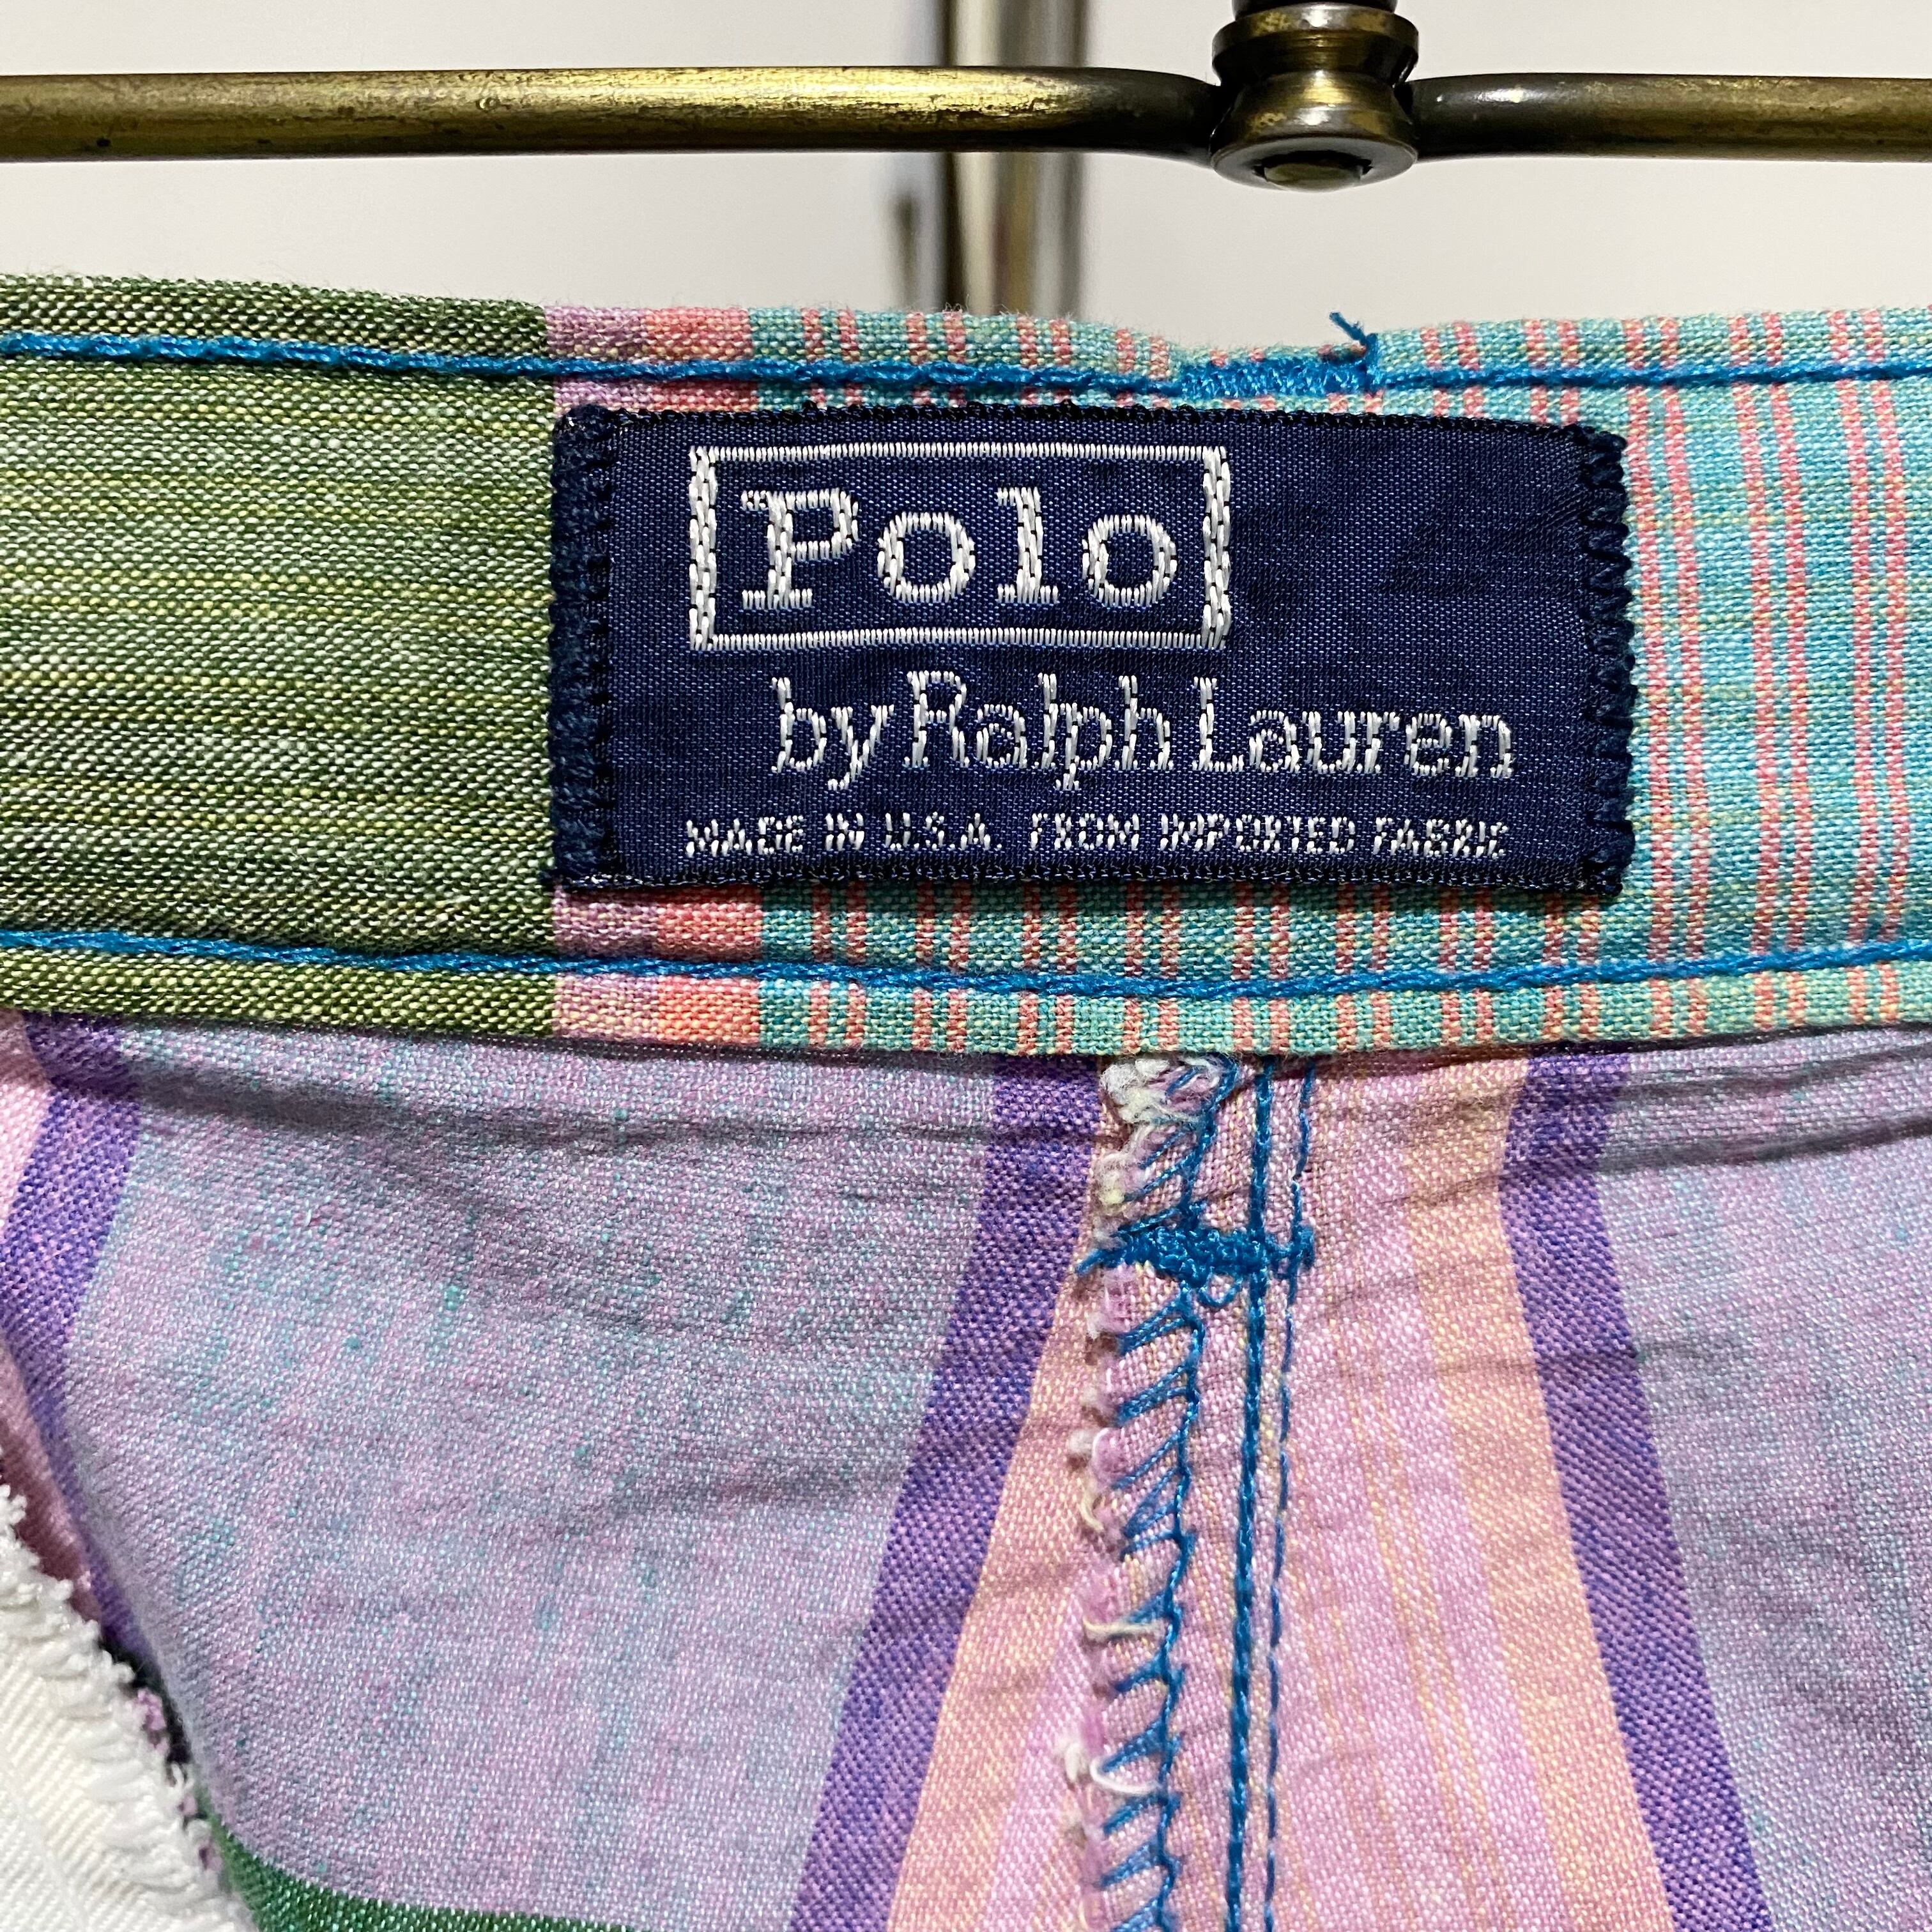 Polo
by Ralph Lauren
MADE IN U.S.A. FROM IMPORTED FABRIC